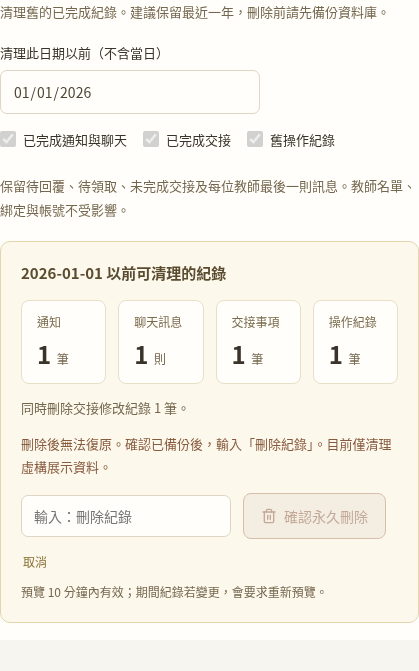 清理舊的已完成紀錄。建議保留最近一年，刪除前請先備份資料庫。
清理此日期以前（不含當日）
01/01/2026
已完成通知與聊天 已完成交接 舊操作紀錄
保留待回覆、待領取、未完成交接及每位教師最後一則訊息。教師名單、
綁定與帳號不受影響。
2026-01-01 以前可清理的紀錄
通知 聊天訊息 交接事項 操作紀錄
1 筆 1 則 1 筆 1 筆
同時刪除交接修改紀錄 1 筆。
刪除後無法復原。確認已備份後，輸入「刪除紀錄」。目前僅清理
虛構展示資料。
輸入：刪除紀錄 確認永久刪除
取消
預覽 10 分鐘內有效；期間紀錄若變更，會要求重新預覽。